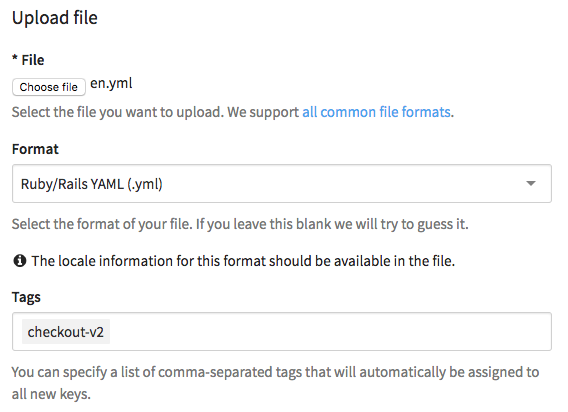 Upload file
* File
Choose file en.yml
Select the file you want to upload. We support all common file formats.
Format
Ruby/Rails YAML (.yml)
Select the format of your file. If you leave this blank we will try to guess it.
The locale information for this format should be available in the file.
Tags
checkout-v2
You can specify a list of comma-separated tags that will automatically be assigned to
all new keys.